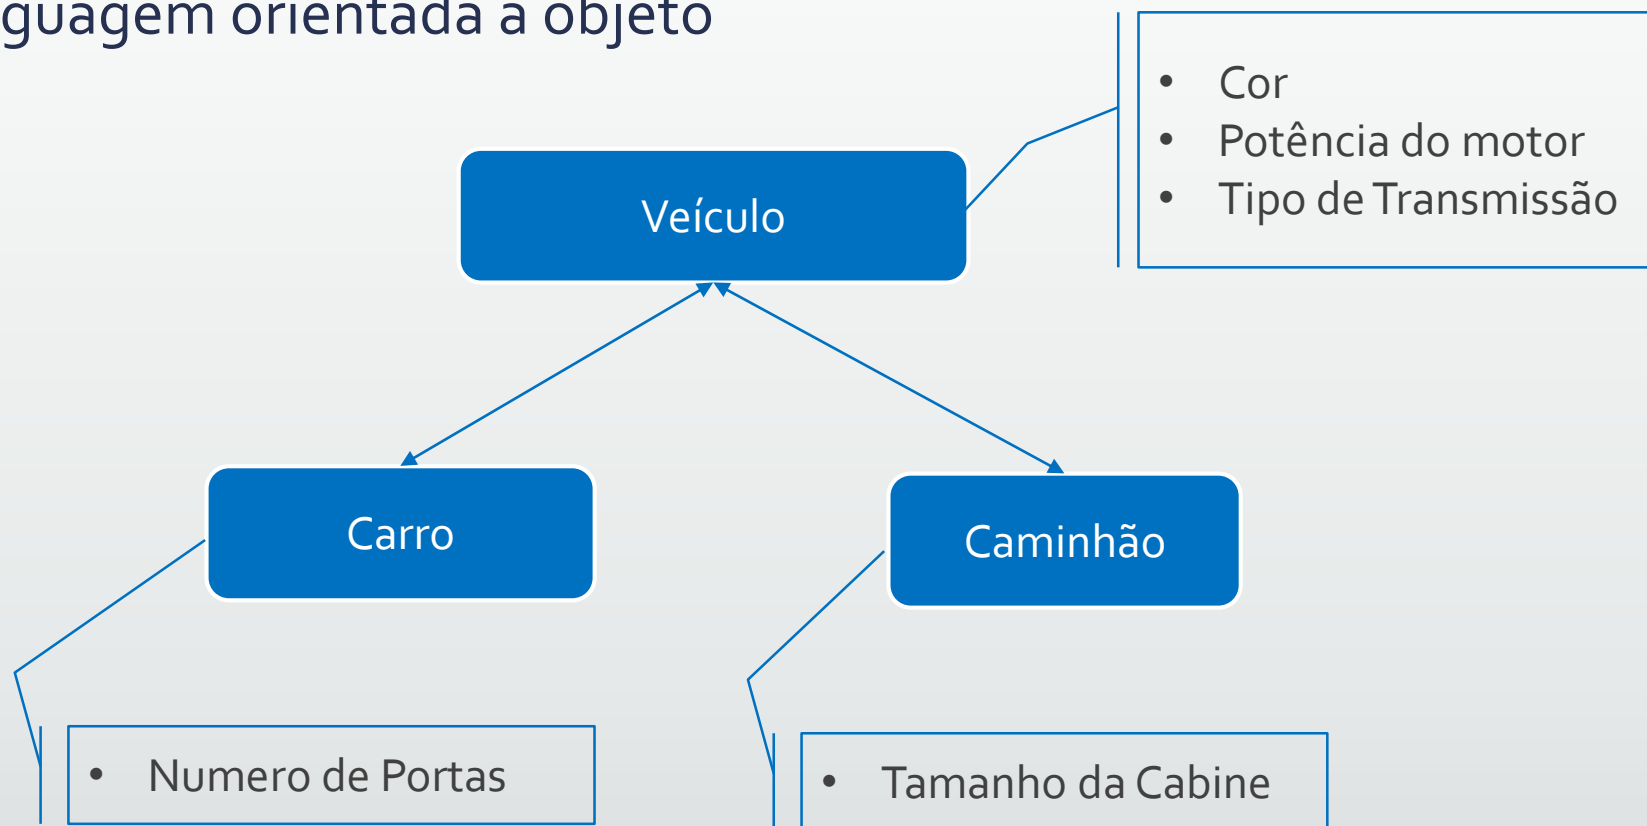 guagem orientada a objeto
• Cor
• Potência do motor
• Tipo de Transmissão
Veículo
Carro
Caminhão
• Numero de Portas
• Tamanho da Cabine